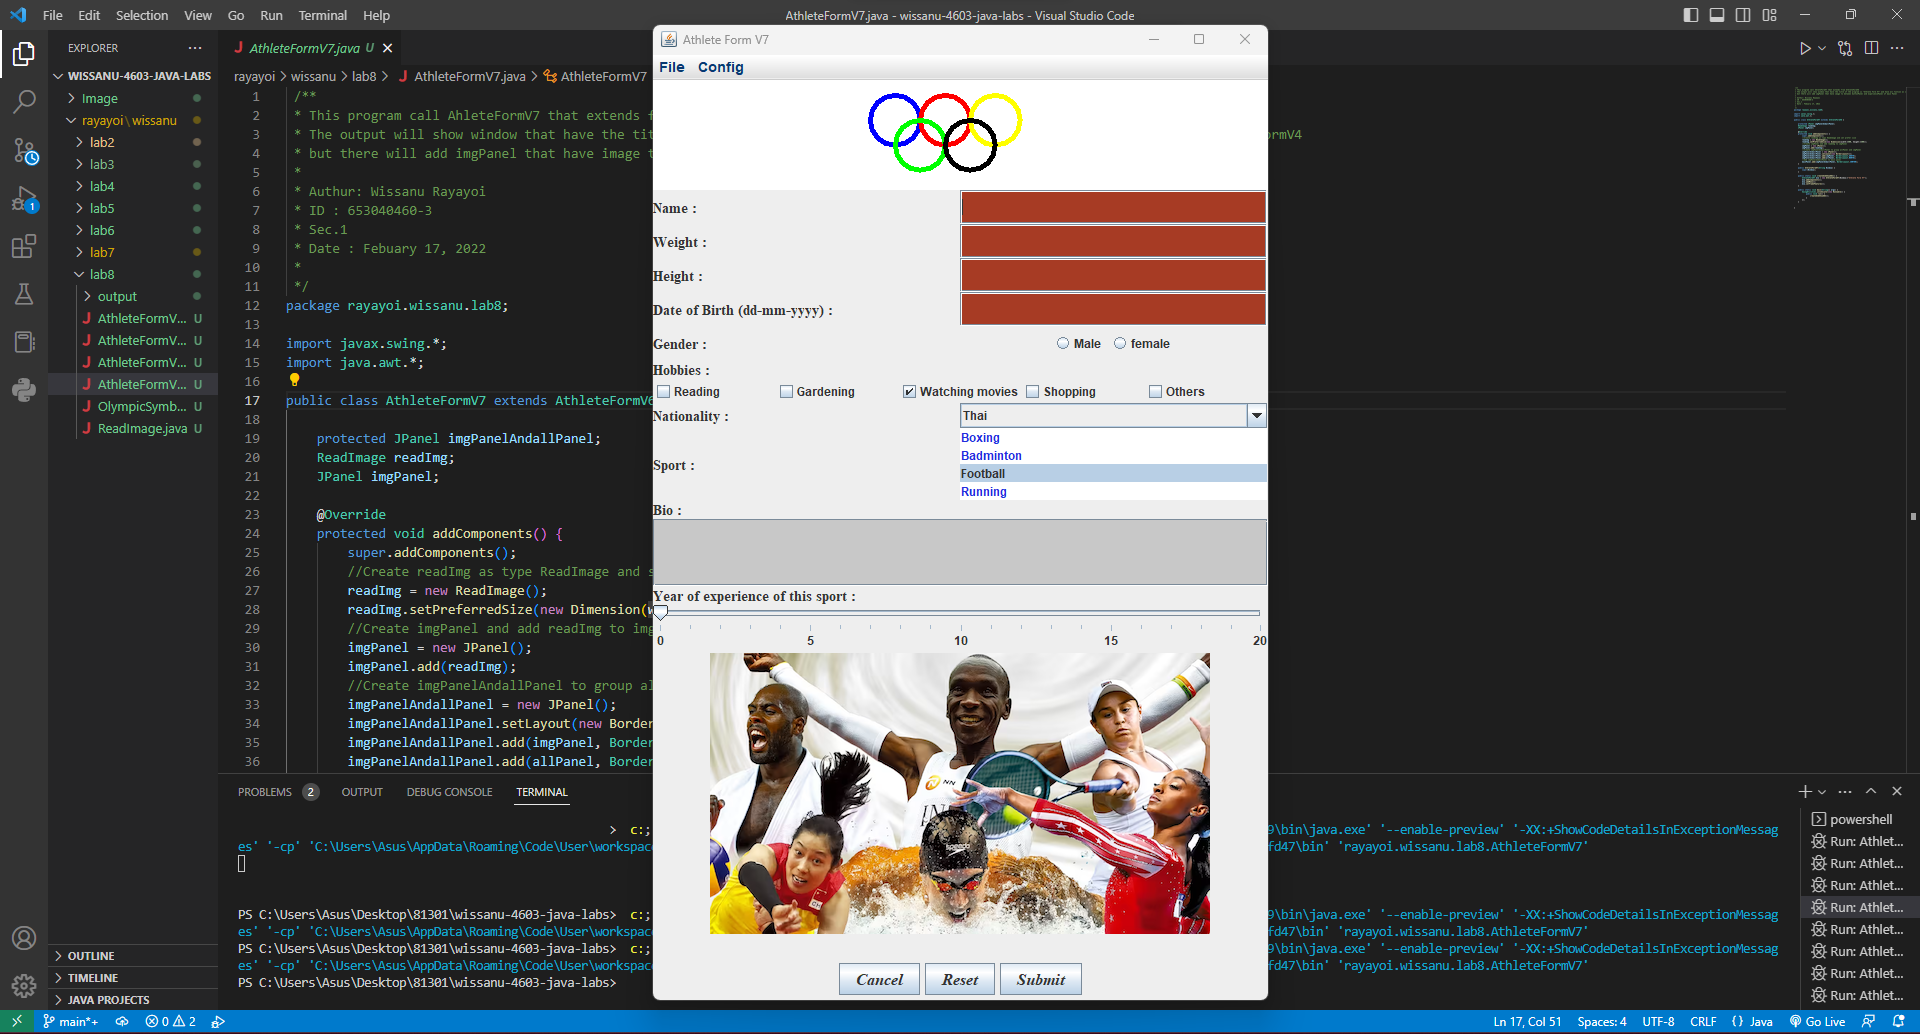 File Edit Selection View Go Run Terminal Help
AthleteFormV7.java - wissanu-4603-java-labs - Visual Studio Code
EXPLORER
WISSANU-4603-JAVA-LABS
Image
rayayoi\wissanu
lab2
lab3
lab4
lab5
lab6
lab7
lab8
output
AthleteFormV... U
AthleteFormV... U
AthleteFormV... U
AthleteFormV... U
OlympicSymb... U
ReadImage.java U
OUTLINE
TIMELINE
JAVA PROJECTS
AthleteFormV7.java U
rayayoi > wissanu > lab8 > AthleteFormV7.java > AthleteFormV7
1 /**
2 * This program call AhleteFormV7 that extends f
3 * The output will show window that have the tit ormV4
4 * but there will add imgPanel that have image t
5 *
6 * Authur: Wissanu Rayayoi
7 * ID : 653040460-3
8 * Sec.1
9 * Date : Febuary 17, 2022
10 *
11 */
12 package rayayoi.wissanu.lab8;
13
14 import javax.swing.*;
15 import java.awt.*;
16
17 public class AthleteFormV7 extends AthleteFormV6
18
19 protected JPanel imgPanelAndallPanel;
20 ReadImage readImg;
21 JPanel imgPanel;
22
23 @Override
24 protected void addComponents() {
25 super.addComponents();
26 //Create readImg as type ReadImage and s
27 readImg = new ReadImage();
28 readImg.setPreferredSize(new Dimension(w
29 //Create imgPanel and add readImg to img
30 imgPanel = new JPanel();
31 imgPanel.add(readImg);
32 //Create imgPanelAndallPanel to group al
33 imgPanelAndallPanel = new JPanel();
34 imgPanelAndallPanel.setLayout(new Border
35 imgPanelAndallPanel.add(imgPanel, Border
36 imgPanelAndallPanel.add(allPanel, Border
Athlete Form V7
File Config
Name :
Weight :
Height :
Date of Birth (dd-mm-yyyy) :
Gender : Male female
Hobbies :
Reading Gardening Watching movies Shopping Others
Nationality : Thai
Boxing
Badminton
Sport :
Football
Running
Bio :
Year of experience of this sport :
0 5 10 15 20
NN
speedo
Cancel Reset Submit
PROBLEMS 2 OUTPUT DEBUG CONSOLE TERMINAL
> c:; 9\bin\java.exe' '--enable-preview' '-XX:+ShowCodeDetailsInExceptionMessag
es' '-cp' 'C:\Users\Asus\AppData\Roaming\Code\User\workspac fd47\bin' 'rayayoi.wissanu.lab8.AthleteFormV7'
PS C:\Users\Asus\Desktop\81301\wissanu-4603-java-labs> c:; 9\bin\java.exe' '--enable-preview' '-XX:+ShowCodeDetailsInExceptionMessag
es' '-cp' 'C:\Users\Asus\AppData\Roaming\Code\User\workspac fd47\bin' 'rayayoi.wissanu.lab8.AthleteFormV7'
PS C:\Users\Asus\Desktop\81301\wissanu-4603-java-labs> c:; 9\bin\java.exe' '--enable-preview' '-XX:+ShowCodeDetailsInExceptionMessag
es' '-cp' 'C:\Users\Asus\AppData\Roaming\Code\User\workspac fd47\bin' 'rayayoi.wissanu.lab8.AthleteFormV7'
PS C:\Users\Asus\Desktop\81301\wissanu-4603-java-labs>
powershell
Run: Athlet...
Run: Athlet...
Run: Athlet...
Run: Athlet...
Run: Athlet...
Run: Athlet...
Run: Athlet...
Run: Athlet...
1
main*+ 0 2
Ln 17, Col 51 Spaces: 4 UTF-8 CRLF {} Java Go Live